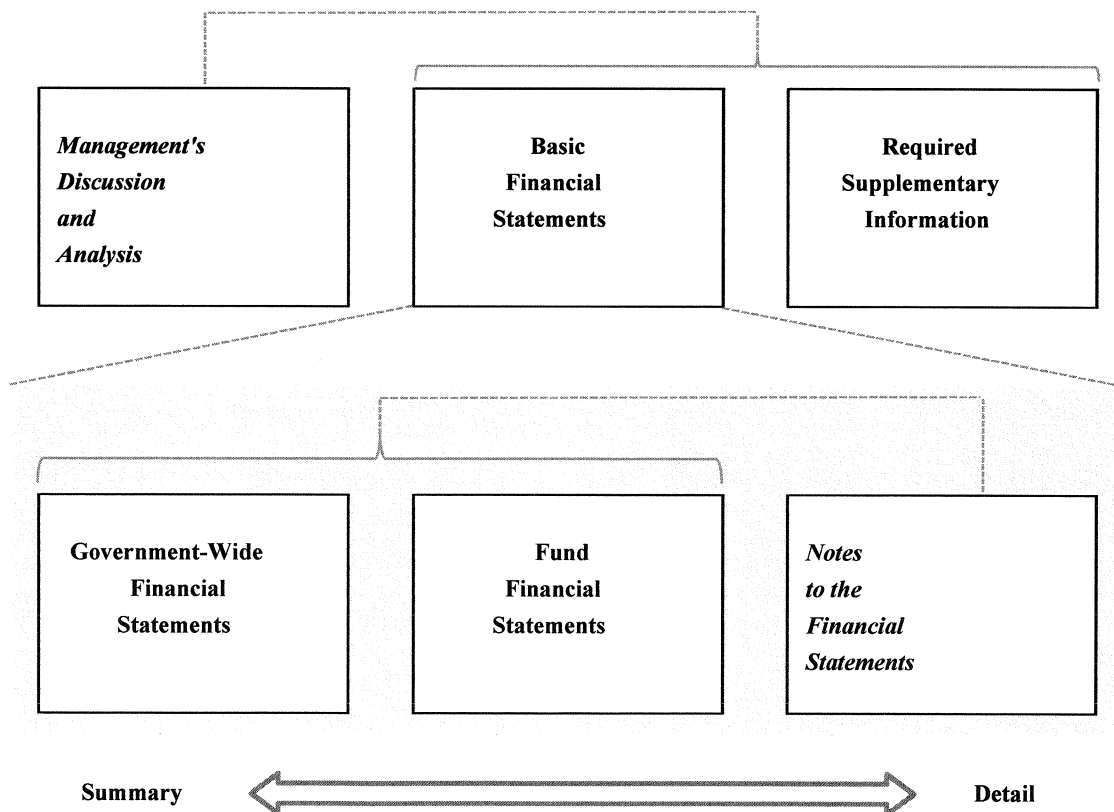 Management's
Discussion
and
Analysis
Basic
Financial
Statements
Required
Supplementary
Information
Government-Wide
Financial
Statements
Fund
Financial
Statements
Notes
to the
Financial
Statements
Summary
Detail